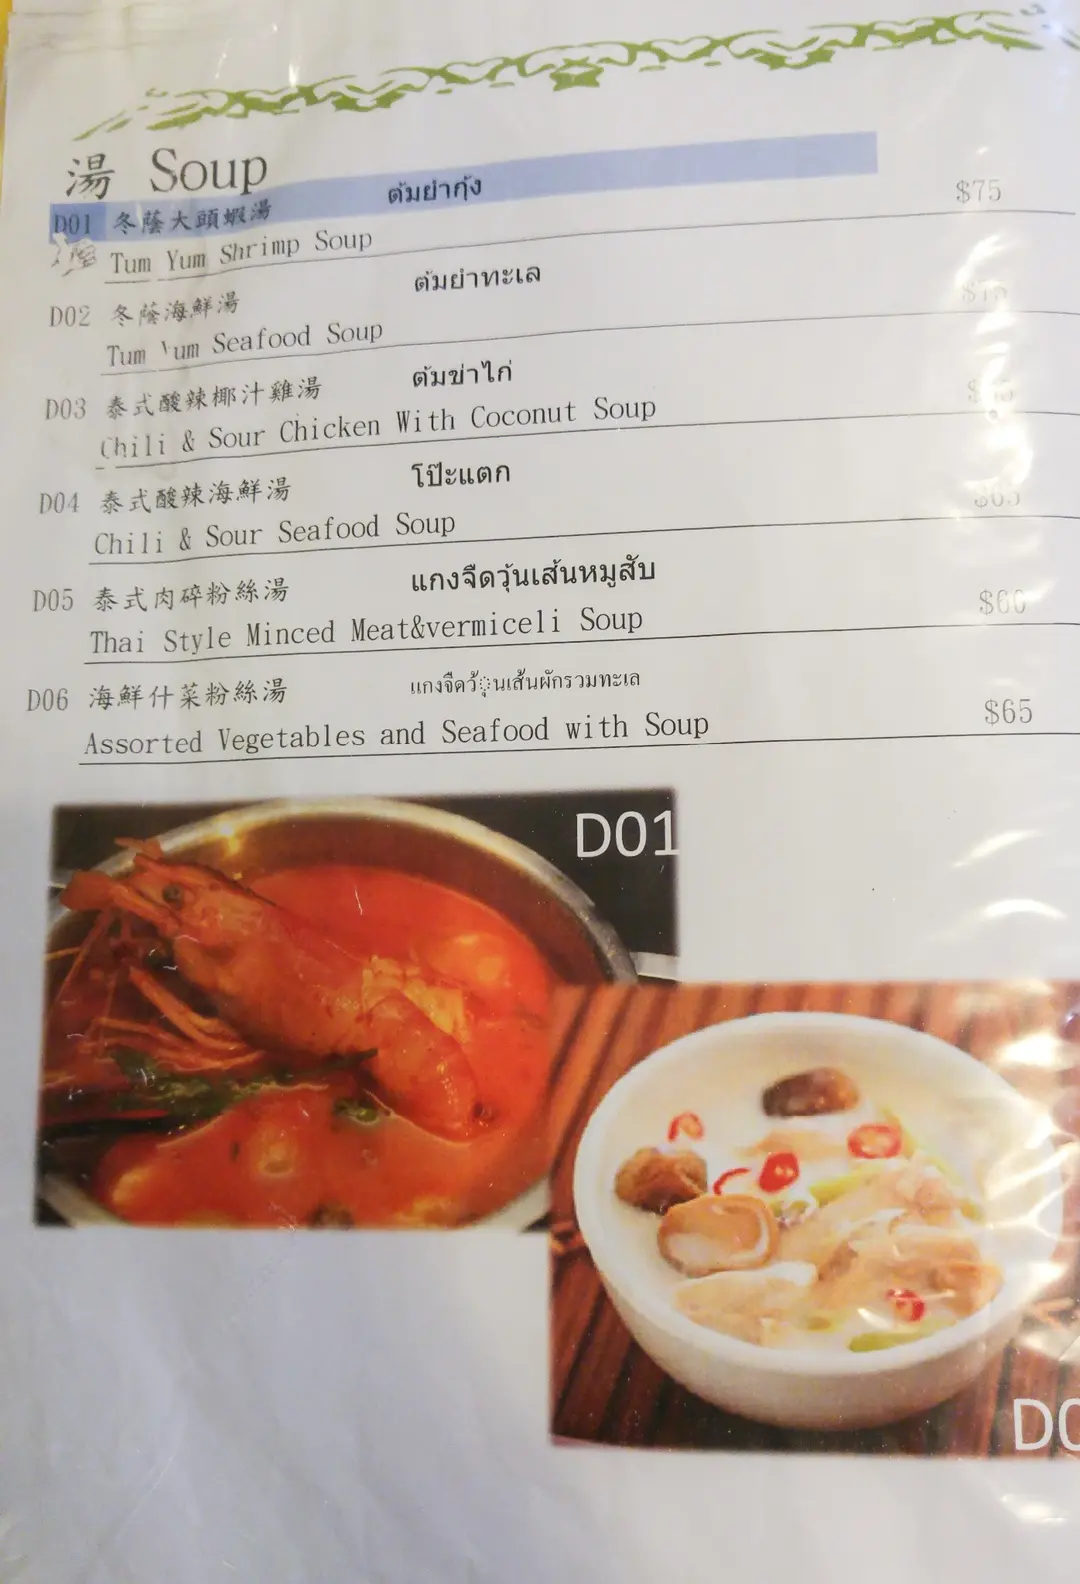 湯 Soup
D01 冬蔭大頭蝦湯 ต้มยำกุ้ง $75
Tum Yum Shrimp Soup
D02 冬蔭海鮮湯 ต้มยำทะเล
Tum Yum Seafood Soup
D03 泰式酸辣椰汁雞湯 ต้มข่าไก่
Chili & Sour Chicken With Coconut Soup
D04 泰式酸辣海鮮湯 โป๊ะแตก $65
Chili & Sour Seafood Soup
D05 泰式肉碎粉絲湯 แกงจืดวุ้นเส้นหมูสับ $60
Thai Style Minced Meat&vermiceli Soup
D06 海鮮什菜粉絲湯 แกงจืดวุ้นเส้นผักรวมทะเล $65
Assorted Vegetables and Seafood with Soup
D01